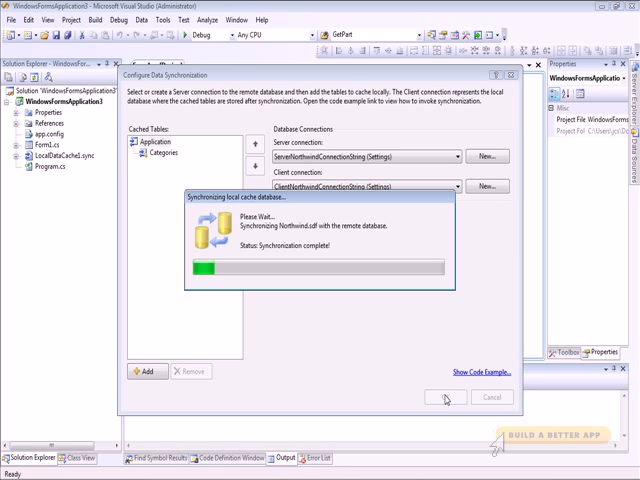 WindowsFormsApplication3 - Microsoft Visual Studio (Administrator)
File Edit View Project Build Debug Data Tools Test Analyze Window Help
Debug Any CPU GetPart
Solution Explorer - WindowsForms...
Solution 'WindowsFormsApplication3'
WindowsFormsApplication3
Properties
References
app.config
Form1.cs
LocalDataCache1.sync
Program.cs
Configure Data Synchronization
Select or create a Server connection to the remote database and then add the tables to cache locally. The Client connection represents the local
database where the cached tables are stored after synchronization. Open the code example link to view how to invoke synchronization.
Cached Tables:
Application
Categories
Database Connections
Server connection:
ServerNorthwindConnectionString (Settings)
New...
Client connection:
ClientNorthwindConnectionString (Settings)
New...
Synchronizing local cache database...
Please Wait...
Synchronizing Northwind.sdf with the remote database.
Status: Synchronization complete!
Add
Remove
Show Code Example...
Cancel
Properties
WindowsFormsApplicatio
Misc
Project File WindowsForms
Project Fol C:\Users\jci\Doc
Server Explorer
Data Sources
Toolbox
Properties
BUILD A BETTER APP
Solution Explorer
Class View
Find Symbol Results
Code Definition Window
Output
Error List
Ready